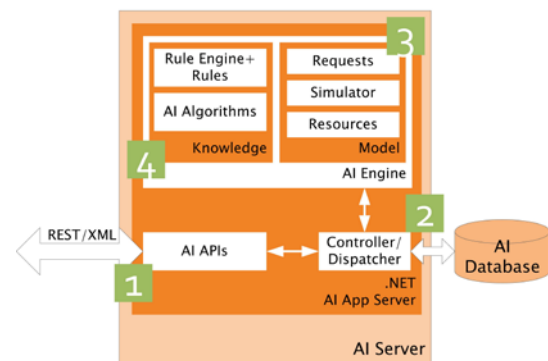 3
Rule Engine+
Rules
AI Algorithms
Knowledge
Requests
Simulator
Resources
Model
4
AI Engine
2
REST/XML
AI APIs
Controller/
Dispatcher
AI
Database
1
.NET
AI App Server
AI Server